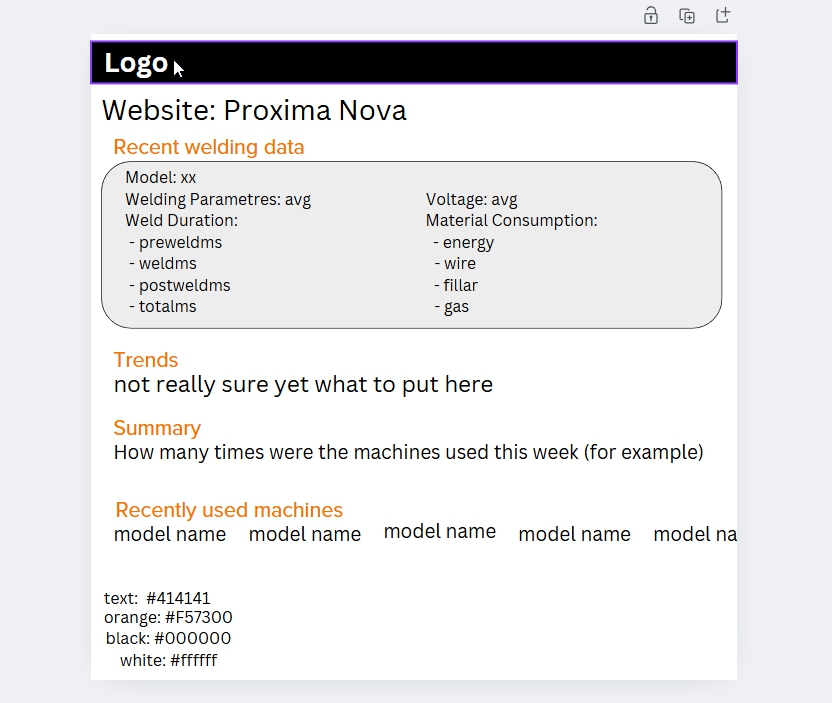 Logo
Website: Proxima Nova
Recent welding data
Model: xx
Welding Parametres: avg
Weld Duration:
- preweldms
- weldms
- postweldms
- totalms
Voltage: avg
Material Consumption:
- energy
- wire
- fillar
- gas
Trends
not really sure yet what to put here
Summary
How many times were the machines used this week (for example)
Recently used machines
model name model name model name model name model na
text: #414141
orange: #F57300
black: #000000
white: #ffffff